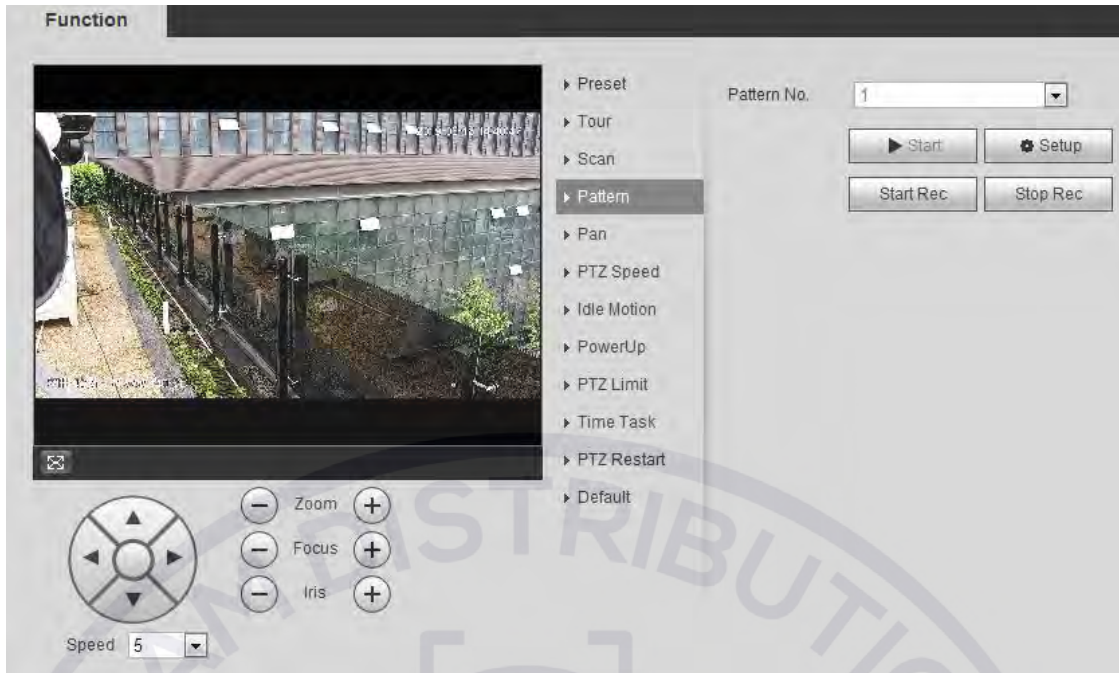 Function
Preset
Tour
Scan
Pattern
Pan
PTZ Speed
Idle Motion
PowerUp
PTZ Limit
Time Task
PTZ Restart
Default
Pattern No. 1
Start Setup
Start Rec Stop Rec
Zoom
Focus
Iris
Speed 5
DISTRIBUTIO